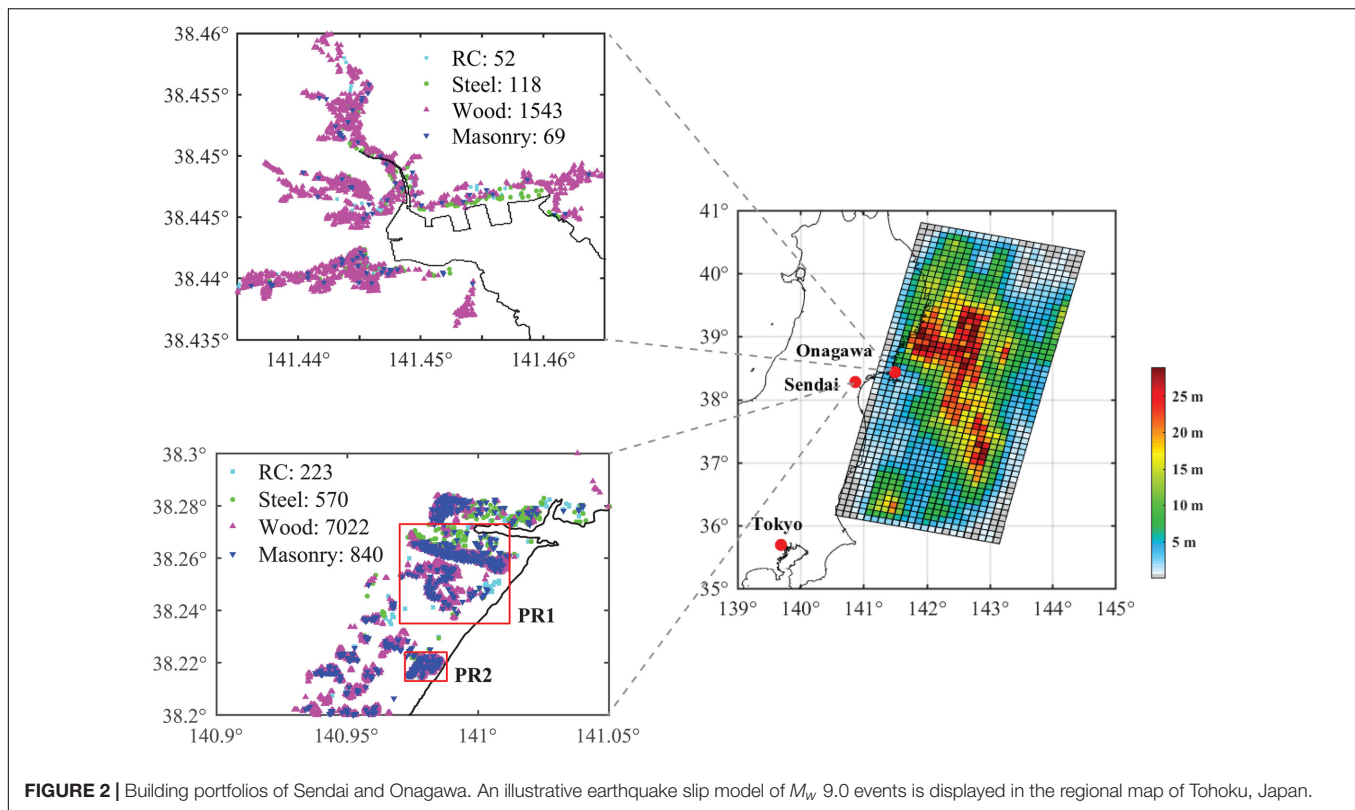 38.46°
38.455°
38.45°
38.445°
38.44°
38.435°
141.44°
141.45°
141.46°
RC: 52
Steel: 118
Wood: 1543
Masonry: 69
38.3°
38.28°
38.26°
38.24°
38.22°
38.2°
140.9°
140.95°
141°
141.05°
RC: 223
Steel: 570
Wood: 7022
Masonry: 840
PR1
PR2
41°
40°
39°
38°
37°
36°
35°
139°
140°
141°
142°
143°
144°
145°
Onagawa
Sendai
Tokyo
25 m
20 m
15 m
10 m
5 m
FIGURE 2 | Building portfolios of Sendai and Onagawa. An illustrative earthquake slip model of Mw 9.0 events is displayed in the regional map of Tohoku, Japan.